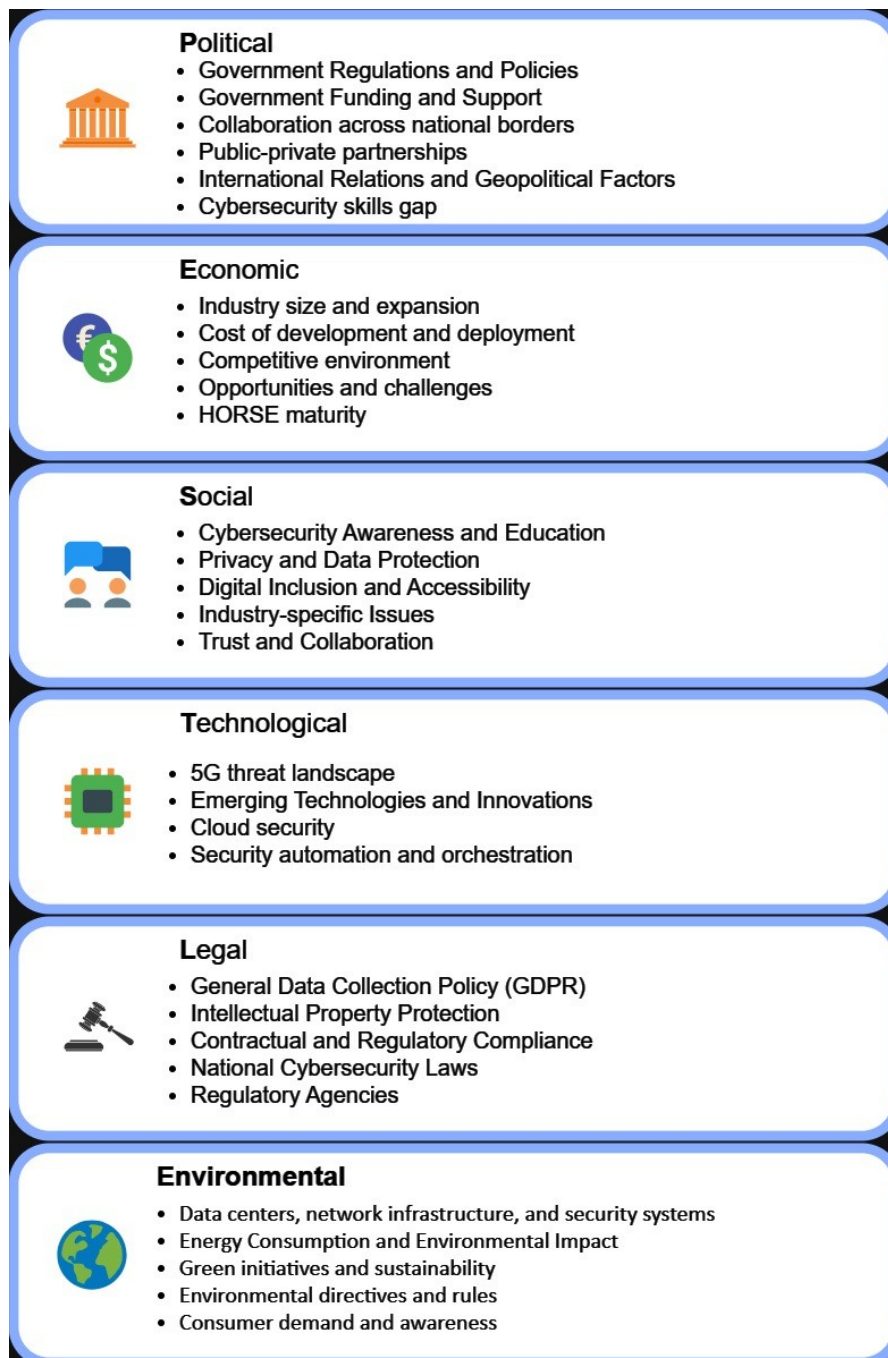 Political
• Government Regulations and Policies
• Government Funding and Support
• Collaboration across national borders
• Public-private partnerships
• International Relations and Geopolitical Factors
• Cybersecurity skills gap
€
$
Economic
• Industry size and expansion
• Cost of development and deployment
• Competitive environment
• Opportunities and challenges
• HORSE maturity
Social
• Cybersecurity Awareness and Education
• Privacy and Data Protection
• Digital Inclusion and Accessibility
• Industry-specific Issues
• Trust and Collaboration
Technological
• 5G threat landscape
• Emerging Technologies and Innovations
• Cloud security
• Security automation and orchestration
Legal
• General Data Collection Policy (GDPR)
• Intellectual Property Protection
• Contractual and Regulatory Compliance
• National Cybersecurity Laws
• Regulatory Agencies
Environmental
• Data centers, network infrastructure, and security systems
• Energy Consumption and Environmental Impact
• Green initiatives and sustainability
• Environmental directives and rules
• Consumer demand and awareness